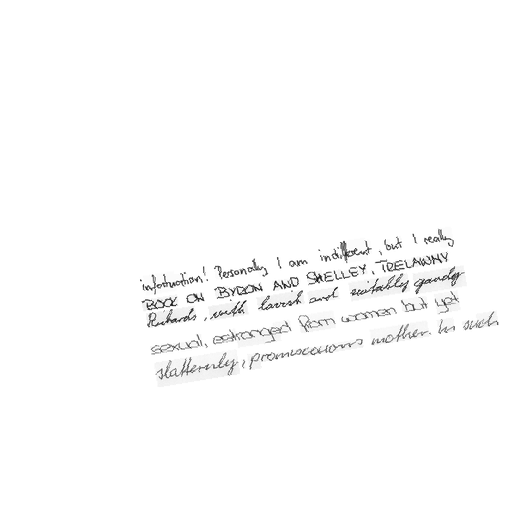 infatuation! Personally I am indifferent, but I really
BOOK ON BYRON AND SHELLEY, TRELAWNY
Richards, with lavish and suitably gaudy
sexual, estranged from women but yet
slatternly, promiscuous mother. In such